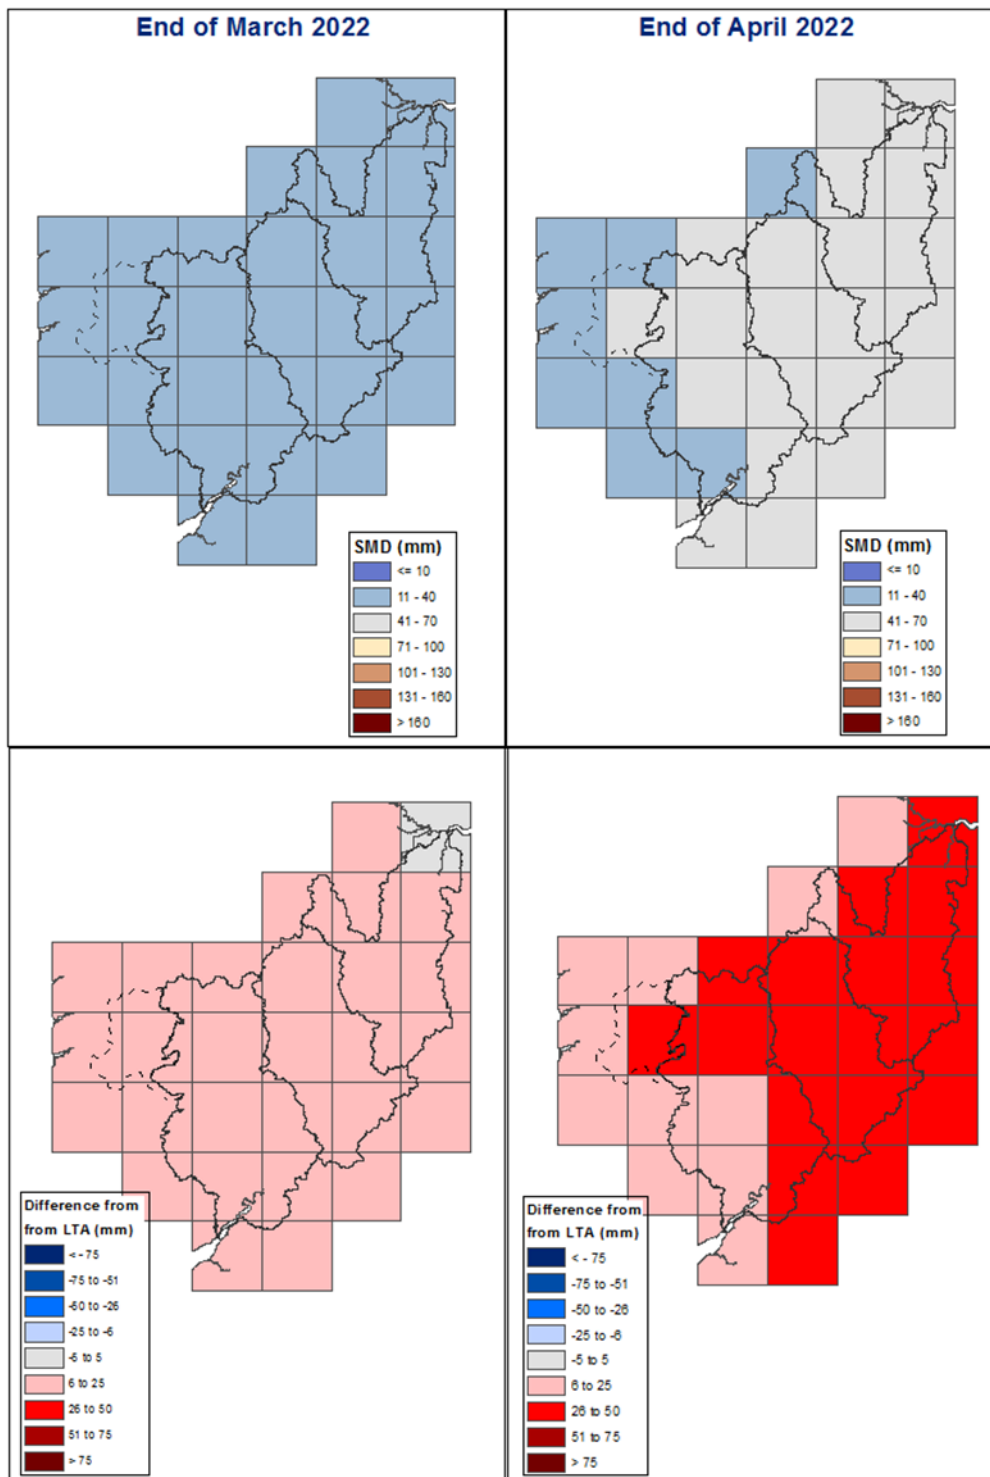 End of March 2022
End of April 2022
SMD (mm)
<= 10
11 - 40
41 - 70
71 - 100
101 - 130
131 - 160
> 160
SMD (mm)
<= 10
11 - 40
41 - 70
71 - 100
101 - 130
131 - 160
> 160
Difference from
from LTA (mm)
< - 75
-75 to -51
-50 to -26
-25 to -6
-5 to 5
6 to 25
26 to 50
51 to 75
> 75
Difference from
from LTA (mm)
< - 75
-75 to -51
-50 to -26
-25 to -6
-5 to 5
6 to 25
26 to 50
51 to 75
> 75